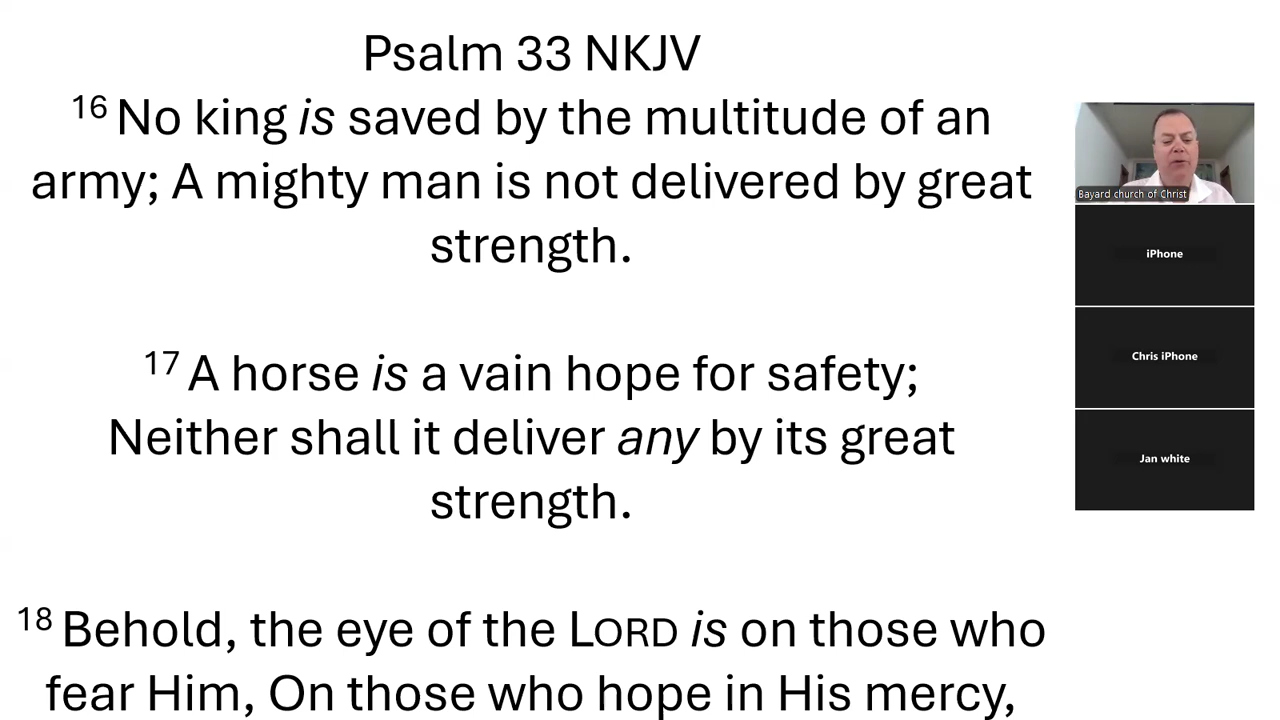 Psalm 33 NKJV
16 No king is saved by the multitude of an
army; A mighty man is not delivered by great
strength.
17 A horse is a vain hope for safety;
Neither shall it deliver any by its great
strength.
18 Behold, the eye of the LORD is on those who
fear Him, On those who hope in His mercy,
Bayard church of Christ
iPhone
Chris iPhone
Jan white